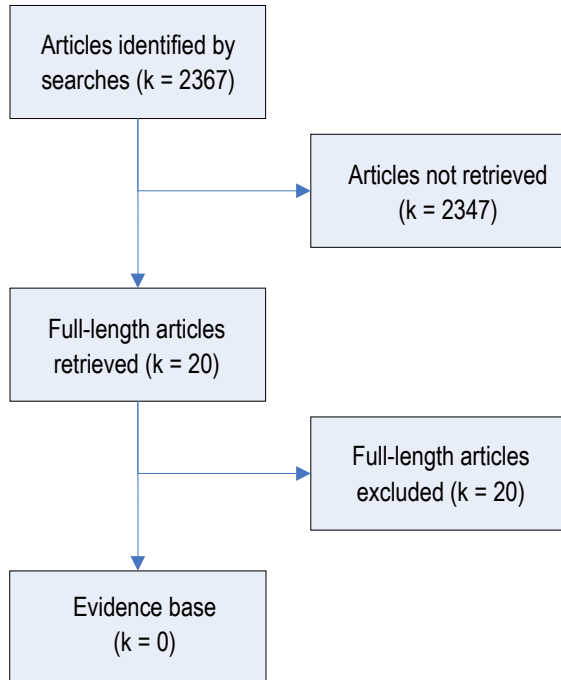 Articles identified by
searches (k = 2367)
Articles not retrieved
(k = 2347)
Full-length articles
retrieved (k = 20)
Full-length articles
excluded (k = 20)
Evidence base
(k = 0)